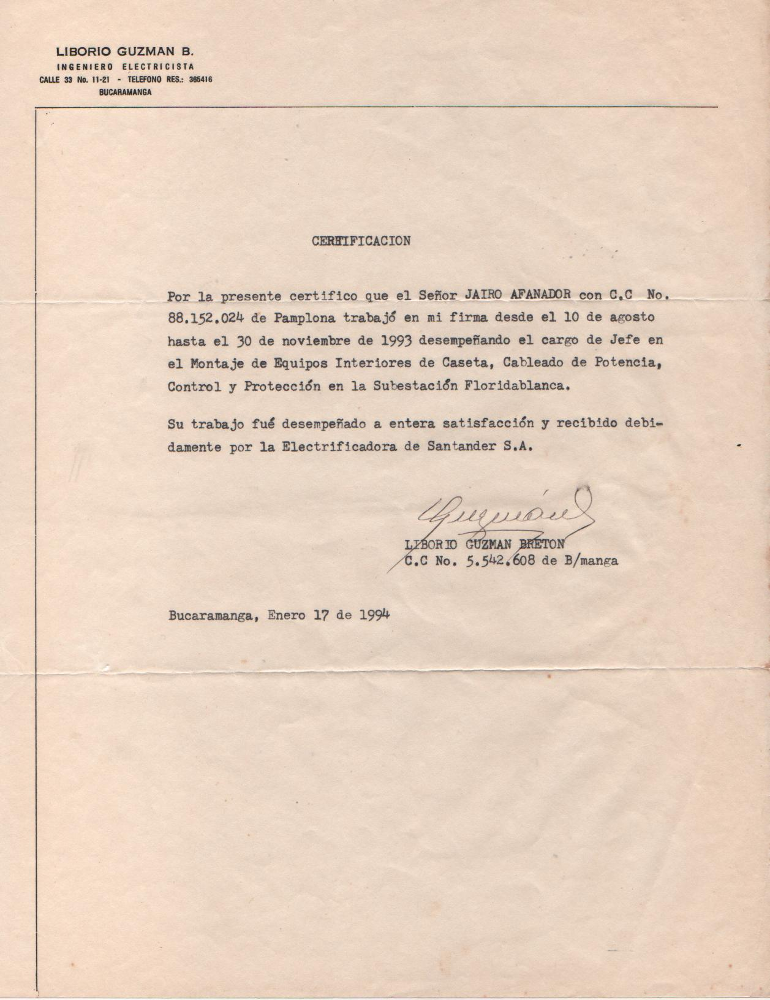 LIBORIO GUZMAN B.
INGENIERO ELECTRICISTA
CALLE 33 No. 11-21 - TELEFONO RES.: 365416
BUCARAMANGA
CERTIFICACION
Por la presente certifico que el Señor JAIRO AFANADOR con C.C No.
88.152.024 de Pamplona trabajó en mi firma desde el 10 de agosto
hasta el 30 de noviembre de 1993 desempeñando el cargo de Jefe en
el Montaje de Equipos Interiores de Caseta, Cableado de Potencia,
Control y Protección en la Subestación Floridablanca.
Su trabajo fué desempeñado a entera satisfacción y recibido debi-
damente por la Electrificadora de Santander S.A.
LGuzmán
LIBORIO GUZMAN BRETON
C.C No. 5.542.608 de B/manga
Bucaramanga, Enero 17 de 1994